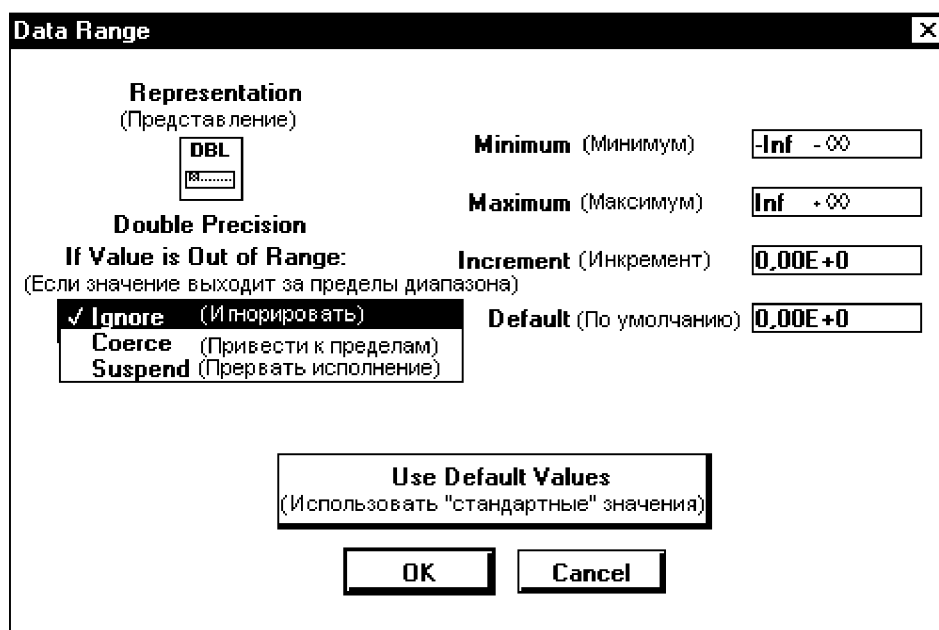 Data Range
Representation
(Представление)
DBL
Double Precision
If Value is Out of Range:
(Если значение выходит за пределы диапазона)
✓ Ignore (Игнорировать)
Coerce (Привести к пределам)
Suspend (Прервать исполнение)
Minimum (Минимум) -Inf - ∞
Maximum (Максимум) Inf + ∞
Increment (Инкремент) 0,00E+0
Default (По умолчанию) 0,00E+0
Use Default Values
(Использовать "стандартные" значения)
OK Cancel